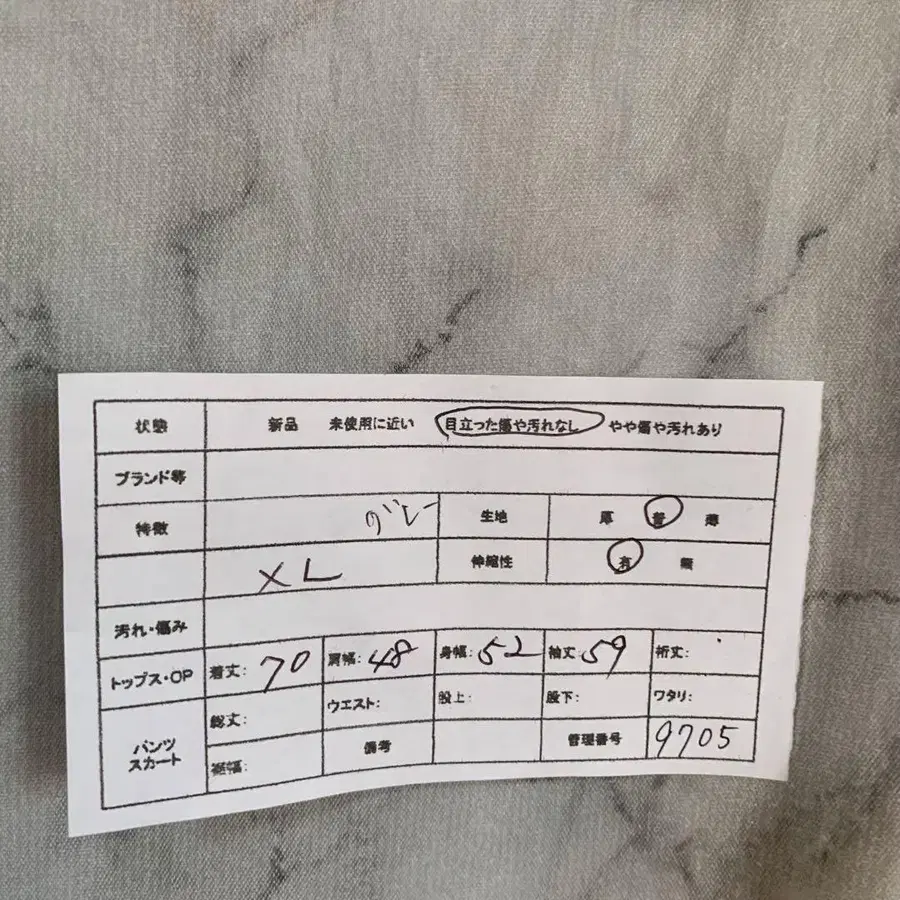 状態 新品 未使用に近い 目立った傷や汚れなし やや傷や汚れあり
ブランド等
特徴 グレー 生地 厚 普 薄
XL 伸縮性 有 無
汚れ・傷み
トップス・OP 着丈: 70 肩幅: 48 身幅: 52 袖丈: 59 裄丈:
パンツ スカート 総丈: ウエスト: 股上: 股下: ワタリ:
裾幅: 備考 管理番号 9705